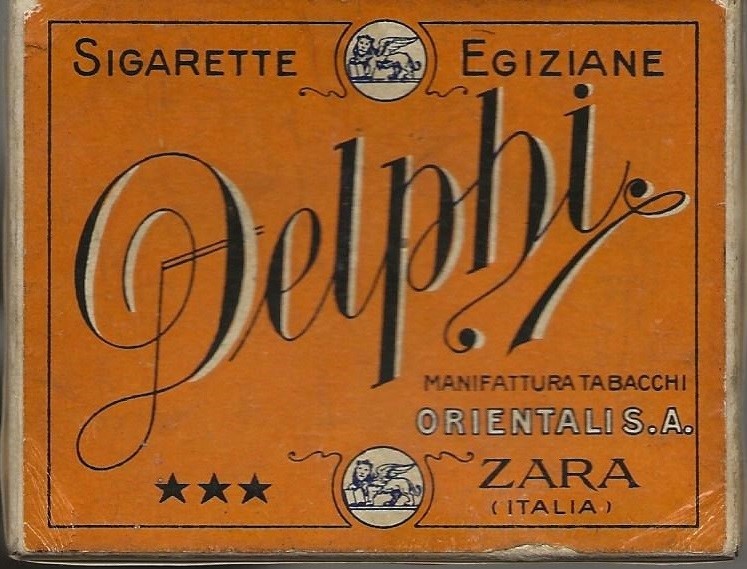 SIGARETTE EGIZIANE
Delphi
MANIFATTURA TABACCHI
ORIENTALI S.A.
ZARA
(ITALIA)